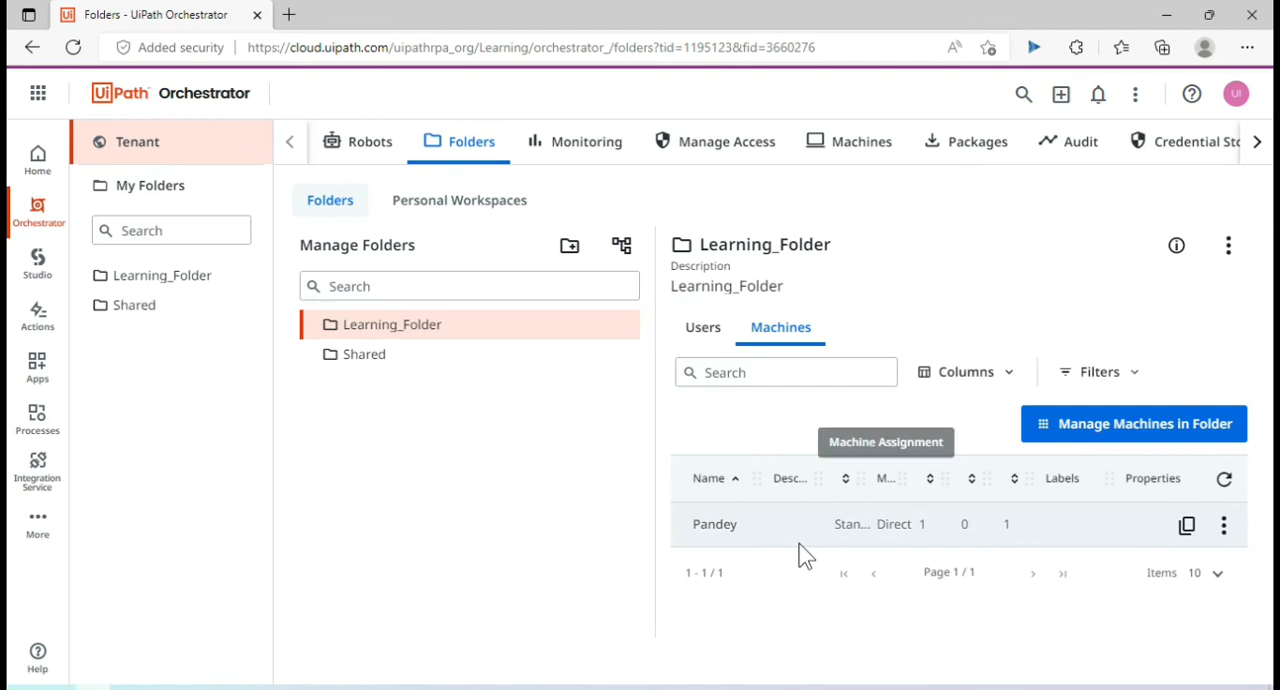 Folders - UiPath Orchestrator
Added security
https://cloud.uipath.com/uipathrpa_org/Learning/orchestrator_/folders?tid=1195123&fid=3660276
UiPath Orchestrator
UI
Home
Orchestrator
Studio
Actions
Apps
Processes
Integration
Service
More
Help
Tenant
My Folders
Search
Learning_Folder
Shared
Robots
Folders
Monitoring
Manage Access
Machines
Packages
Audit
Credential Sto
Folders
Personal Workspaces
Manage Folders
Search
Learning_Folder
Shared
Learning_Folder
Description
Learning_Folder
Users
Machines
Search
Columns
Filters
Manage Machines in Folder
Machine Assignment
Name
Desc...
M...
Labels
Properties
Pandey
Stan...
Direct
1
0
1
1 - 1 / 1
Page 1 / 1
Items 10